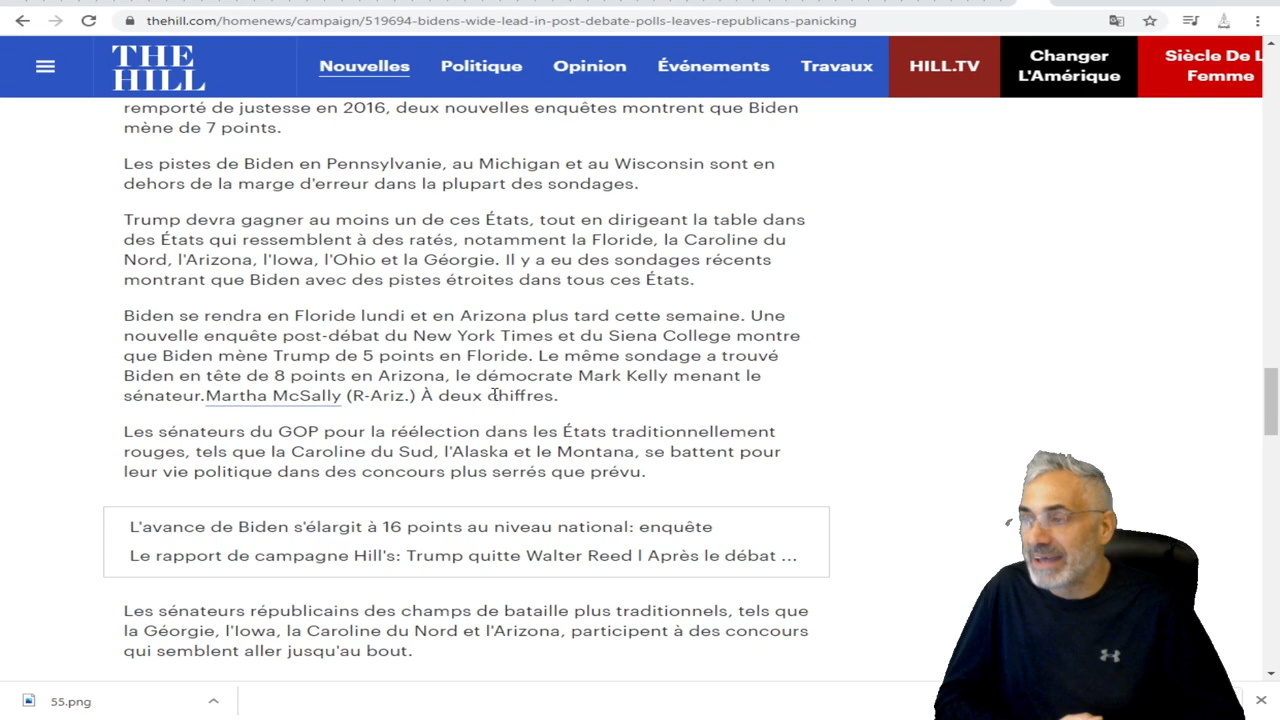 thehill.com/homenews/campaign/519694-bidens-wide-lead-in-post-debate-polls-leaves-republicans-panicking
THE
HILL
Nouvelles
Politique
Opinion
Événements
Travaux
HILL.TV
Changer
L'Amérique
Siècle De L
Femme
remporté de justesse en 2016, deux nouvelles enquêtes montrent que Biden
mène de 7 points.
Les pistes de Biden en Pennsylvanie, au Michigan et au Wisconsin sont en
dehors de la marge d'erreur dans la plupart des sondages.
Trump devra gagner au moins un de ces États, tout en dirigeant la table dans
des États qui ressemblent à des ratés, notamment la Floride, la Caroline du
Nord, l'Arizona, l'Iowa, l'Ohio et la Géorgie. Il y a eu des sondages récents
montrant que Biden avec des pistes étroites dans tous ces États.
Biden se rendra en Floride lundi et en Arizona plus tard cette semaine. Une
nouvelle enquête post-débat du New York Times et du Siena College montre
que Biden mène Trump de 5 points en Floride. Le même sondage a trouvé
Biden en tête de 8 points en Arizona, le démocrate Mark Kelly menant le
sénateur.Martha McSally (R-Ariz.) À deux chiffres.
Les sénateurs du GOP pour la réélection dans les États traditionnellement
rouges, tels que la Caroline du Sud, l'Alaska et le Montana, se battent pour
leur vie politique dans des concours plus serrés que prévu.
L'avance de Biden s'élargit à 16 points au niveau national: enquête
Le rapport de campagne Hill's: Trump quitte Walter Reed l Après le débat ...
Les sénateurs républicains des champs de bataille plus traditionnels, tels que
la Géorgie, l'Iowa, la Caroline du Nord et l'Arizona, participent à des concours
qui semblent aller jusqu'au bout.
55.png